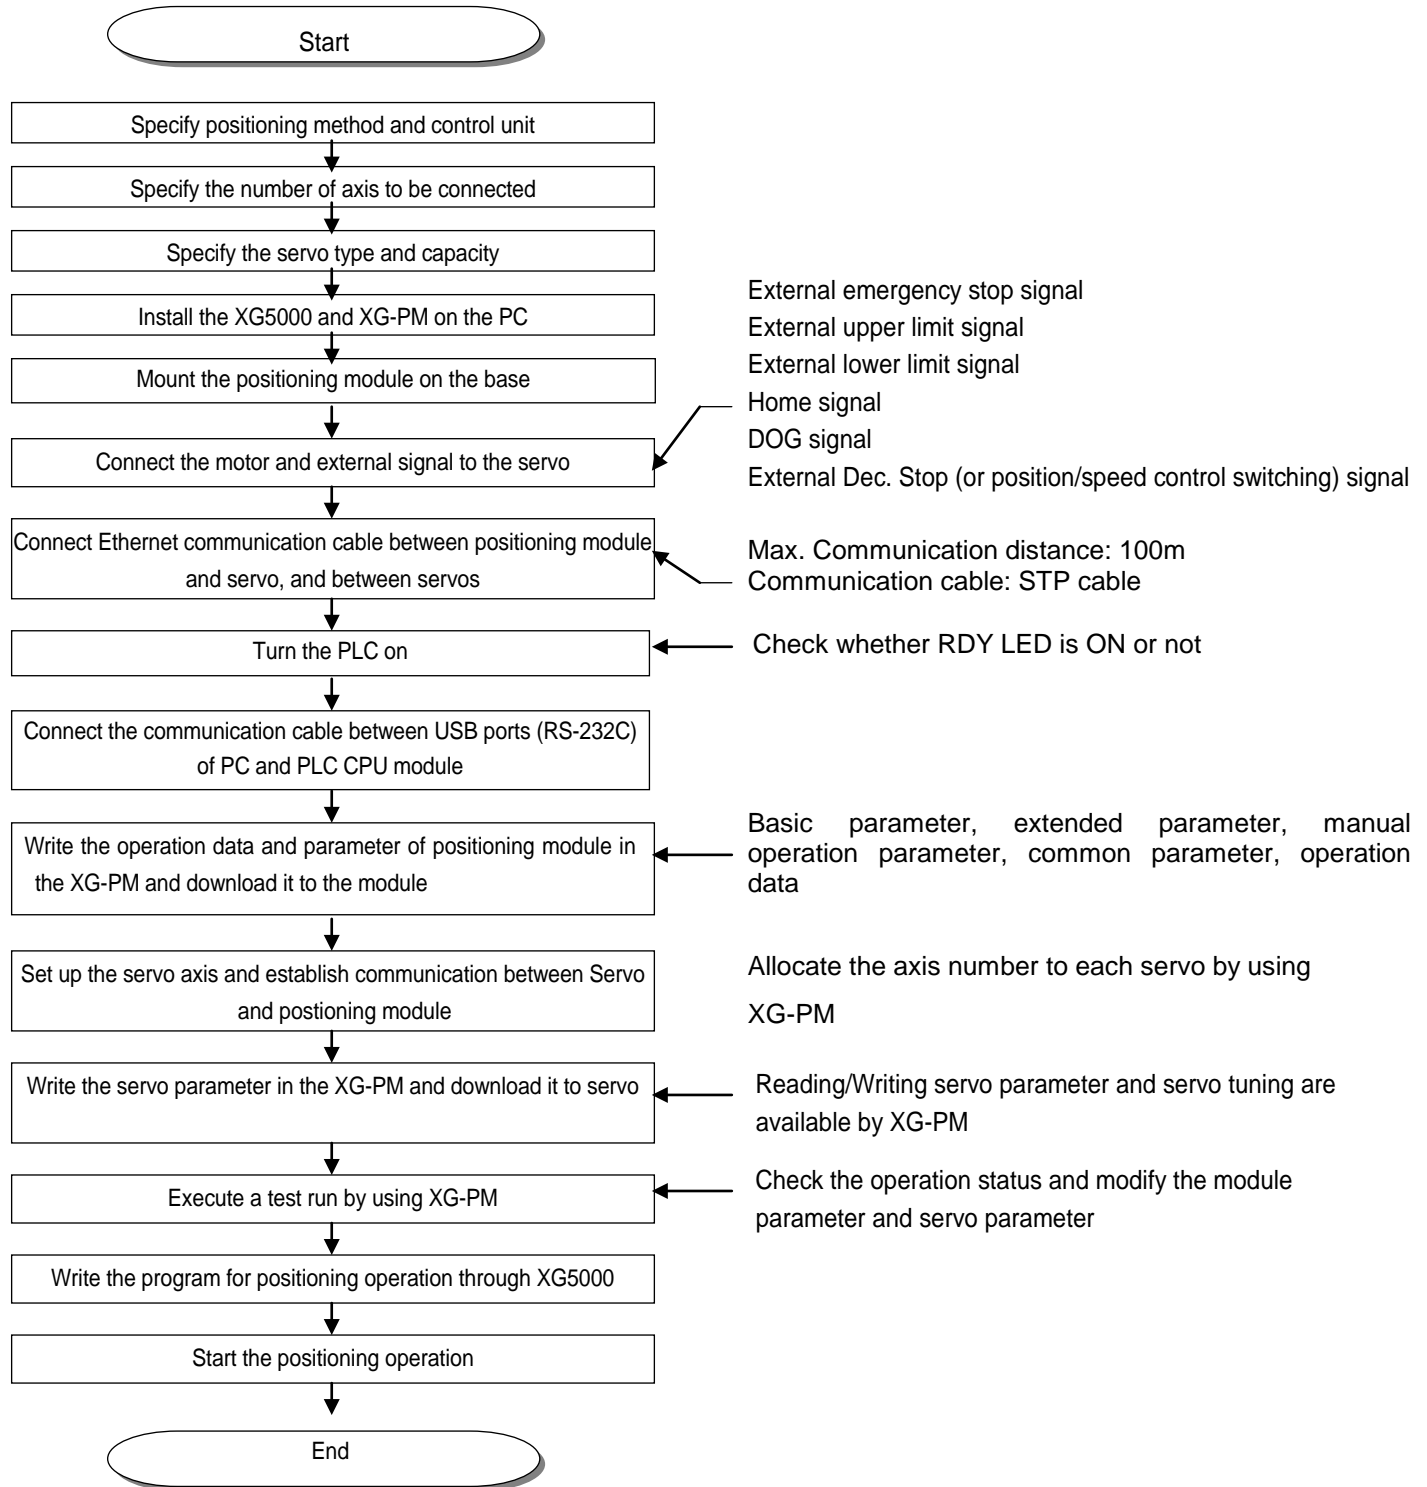 Start
Specify positioning method and control unit
Specify the number of axis to be connected
Specify the servo type and capacity
Install the XG5000 and XG-PM on the PC
Mount the positioning module on the base
Connect the motor and external signal to the servo
External emergency stop signal
External upper limit signal
External lower limit signal
Home signal
DOG signal
External Dec. Stop (or position/speed control switching) signal
Connect Ethernet communication cable between positioning module
and servo, and between servos
Max. Communication distance: 100m
Communication cable: STP cable
Turn the PLC on
Check whether RDY LED is ON or not
Connect the communication cable between USB ports (RS-232C)
of PC and PLC CPU module
Write the operation data and parameter of positioning module in
the XG-PM and download it to the module
Basic parameter, extended parameter, manual
operation parameter, common parameter, operation
data
Set up the servo axis and establish communication between Servo
and postioning module
Allocate the axis number to each servo by using
XG-PM
Write the servo parameter in the XG-PM and download it to servo
Reading/Writing servo parameter and servo tuning are
available by XG-PM
Execute a test run by using XG-PM
Check the operation status and modify the module
parameter and servo parameter
Write the program for positioning operation through XG5000
Start the positioning operation
End